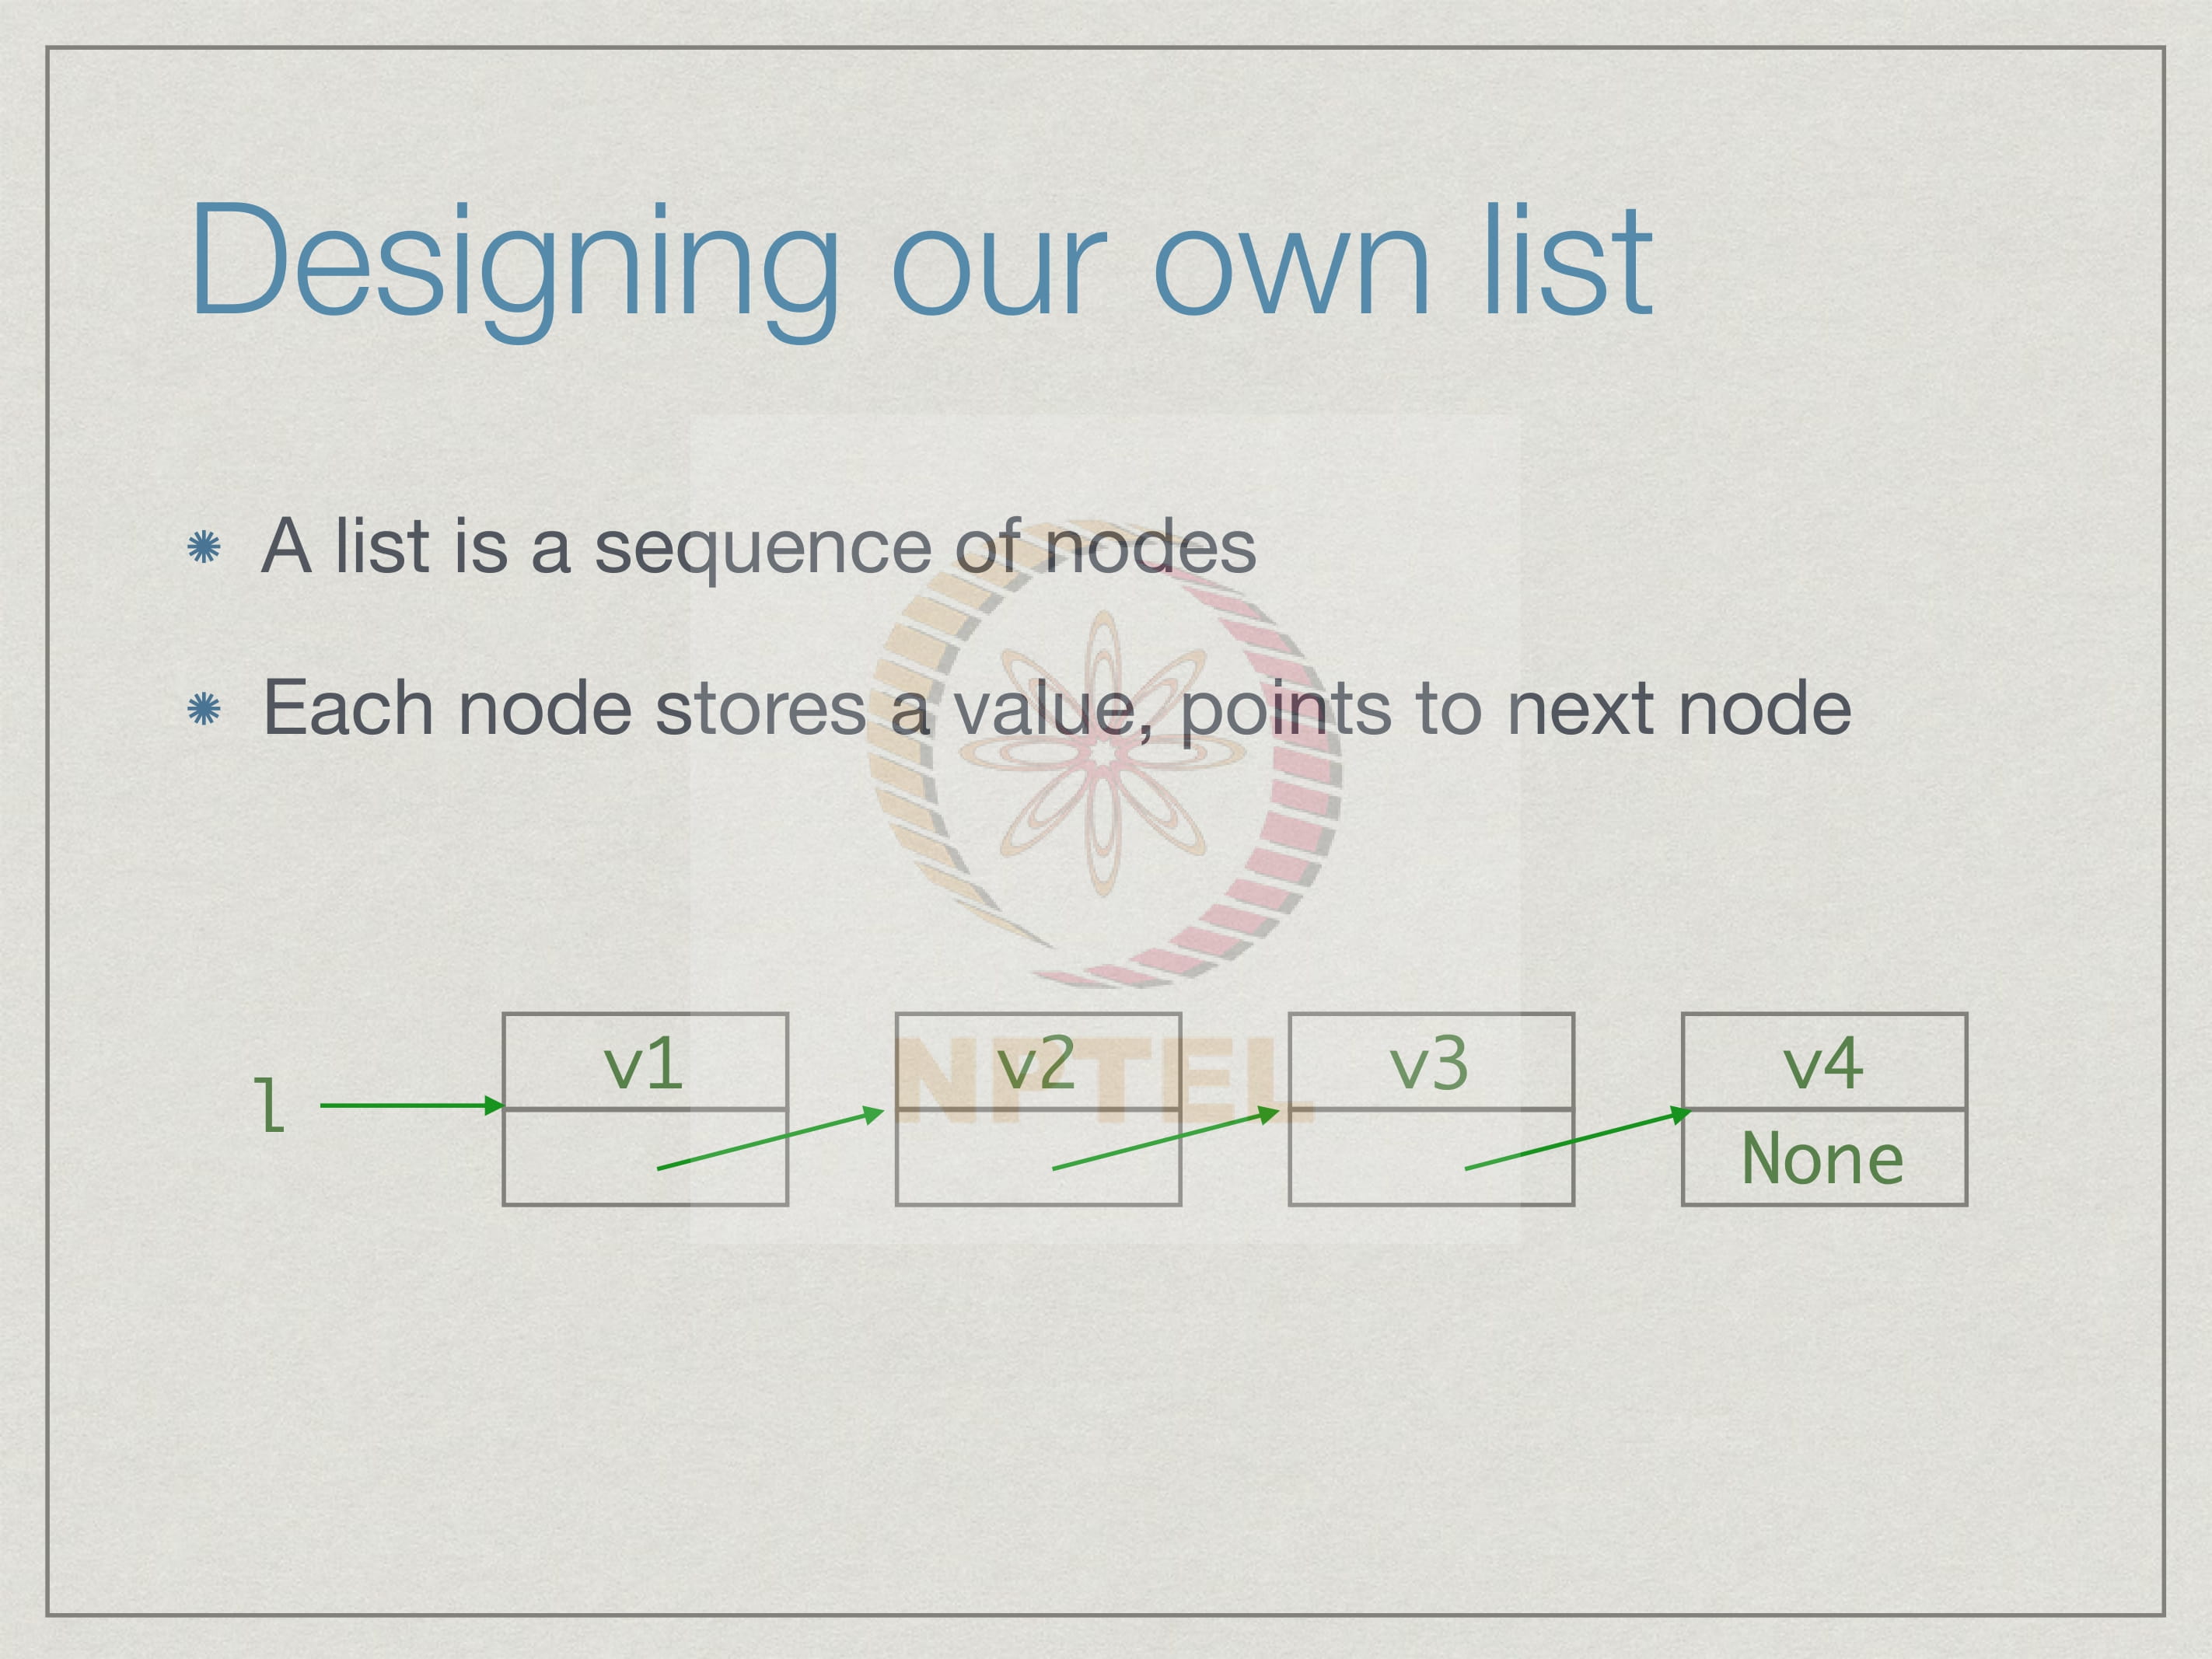 Designing our own list
A list is a sequence of nodes
Each node stores a value, points to next node
l
v1
v2
v3
v4
None
NPTEL